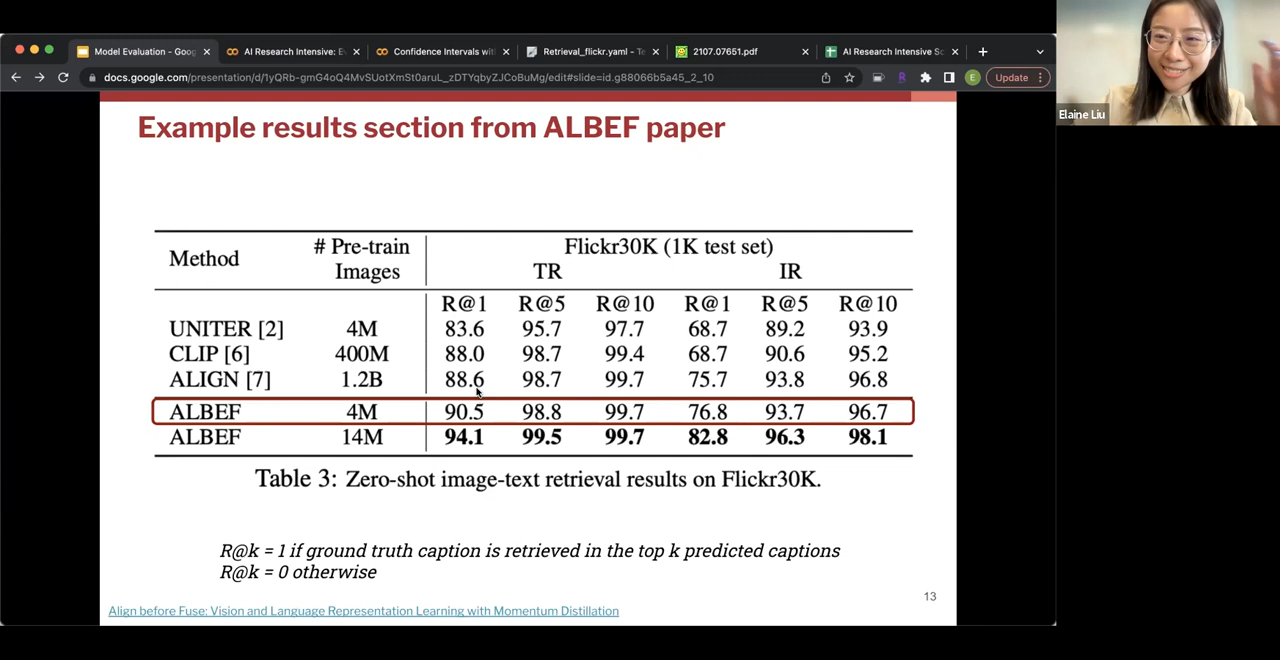 Model Evaluation - Goog
AI Research Intensive: Ev
Confidence Intervals with
Retrieval_flickr.yaml - To
2107.07651.pdf
AI Research Intensive Sc
docs.google.com/presentation/d/1yQRb-gmG4oQ4MvSUotXmSt0aruL_zDTYqbyZJCoBuMg/edit#slide=id.g88066b5a45_2_10
E
Update
Elaine Liu
Example results section from ALBEF paper
Method # Pre-train Images Flickr30K (1K test set)
TR IR
R@1 R@5 R@10 R@1 R@5 R@10
UNITER [2] 4M 83.6 95.7 97.7 68.7 89.2 93.9
CLIP [6] 400M 88.0 98.7 99.4 68.7 90.6 95.2
ALIGN [7] 1.2B 88.6 98.7 99.7 75.7 93.8 96.8
ALBEF 4M 90.5 98.8 99.7 76.8 93.7 96.7
ALBEF 14M 94.1 99.5 99.7 82.8 96.3 98.1
Table 3: Zero-shot image-text retrieval results on Flickr30K.
R@k = 1 if ground truth caption is retrieved in the top k predicted captions
R@k = 0 otherwise
13
Align before Fuse: Vision and Language Representation Learning with Momentum Distillation